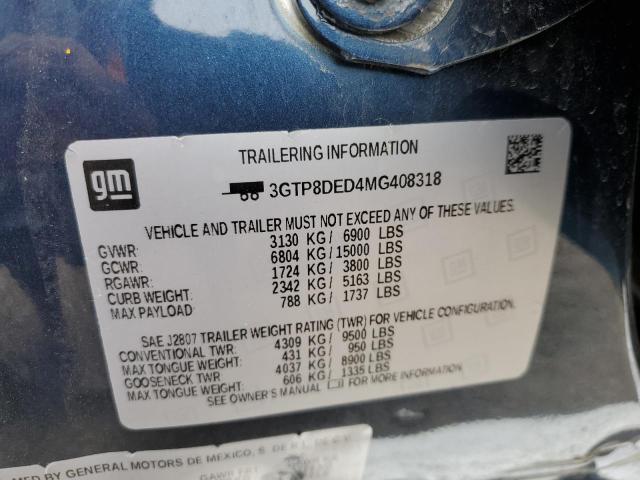 gm
TRAILERING INFORMATION
3GTP8DED4MG408318
VEHICLE AND TRAILER MUST NOT EXCEED ANY OF THESE VALUES.
GVWR: 3130 KG / 6900 LBS
GCWR: 6804 KG / 15000 LBS
RGAWR: 1724 KG / 3800 LBS
CURB WEIGHT: 2342 KG / 5163 LBS
MAX PAYLOAD: 788 KG / 1737 LBS
SAE J2807 TRAILER WEIGHT RATING (TWR) FOR VEHICLE CONFIGURATION.
CONVENTIONAL TWR: 4309 KG / 9500 LBS
MAX TONGUE WEIGHT: 431 KG / 950 LBS
GOOSENECK TWR 4037 KG / 8900 LBS
MAX TONGUE WEIGHT: 606 KG / 1335 LBS
SEE OWNER'S MANUAL FOR MORE INFORMATION
MED BY GENERAL MOTORS DE MEXICO, S. DE R.L. DE C.V.